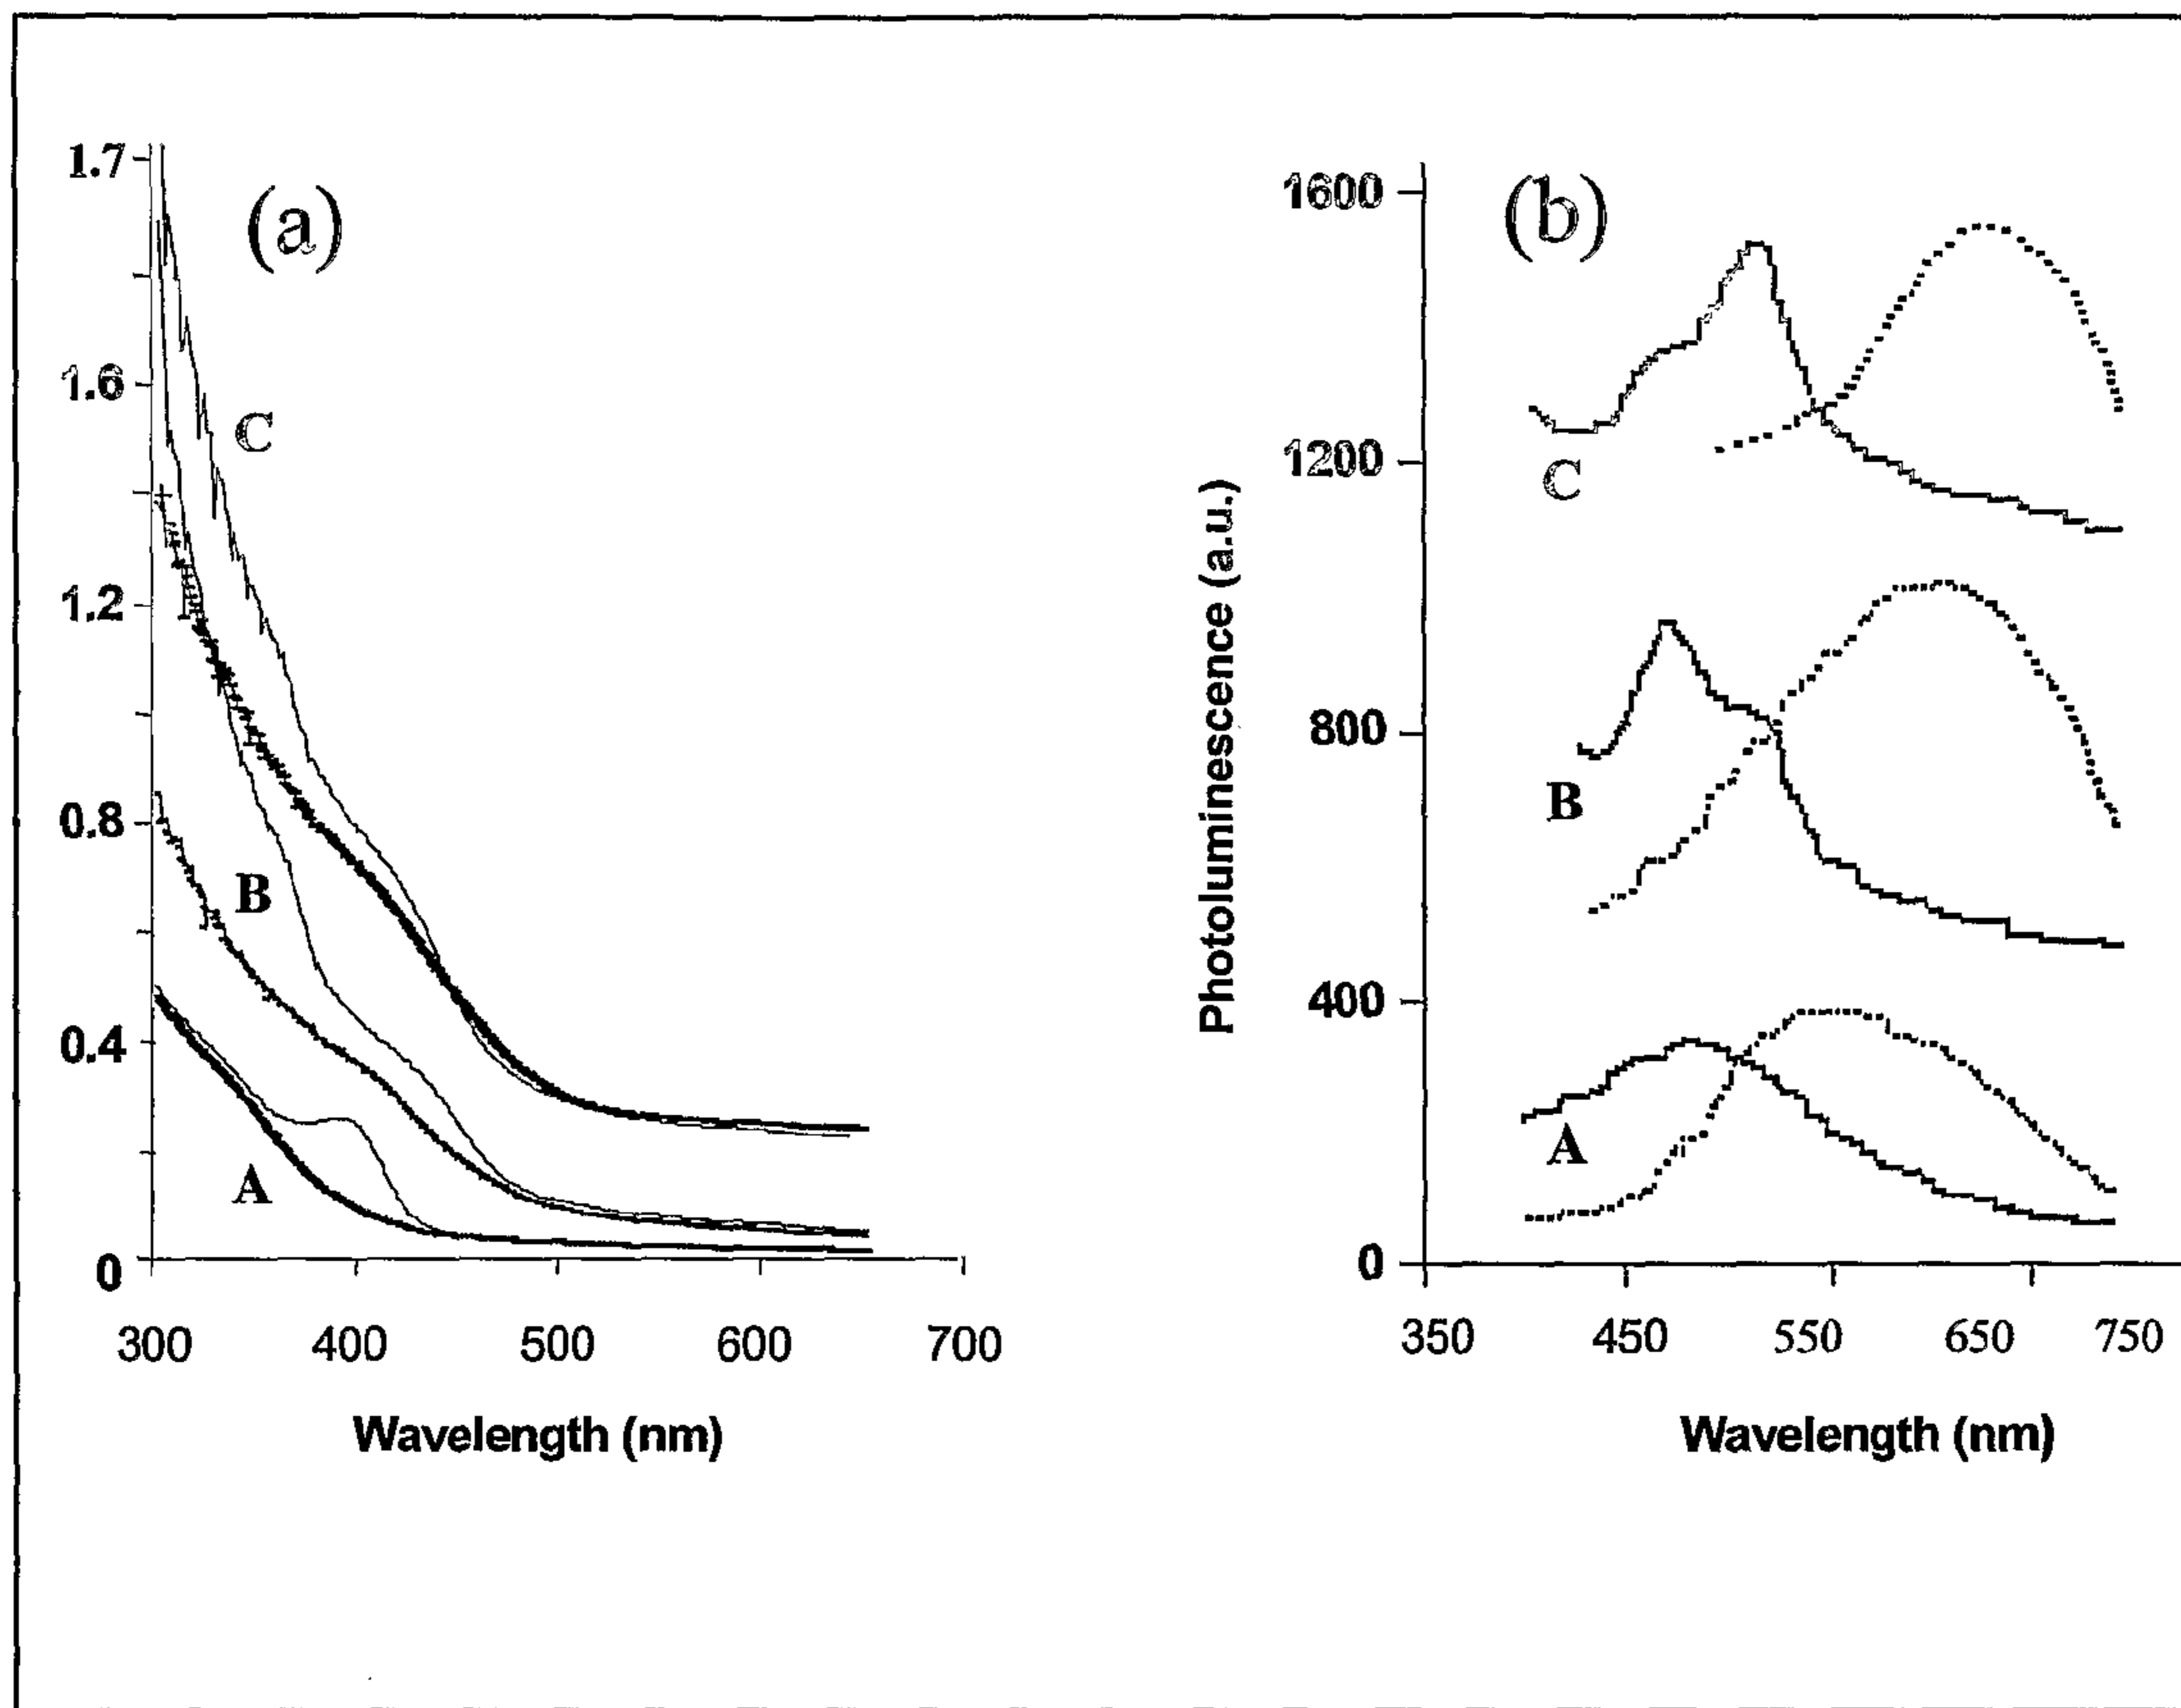 (a)
1.7
1.6
1.2
0.8
0.4
0
C
B
A
300 400 500 600 700
Wavelength (nm)
(b)
Photoluminescence (a.u.)
1600
1200
800
400
0
C
B
A
350 450 550 650 750
Wavelength (nm)